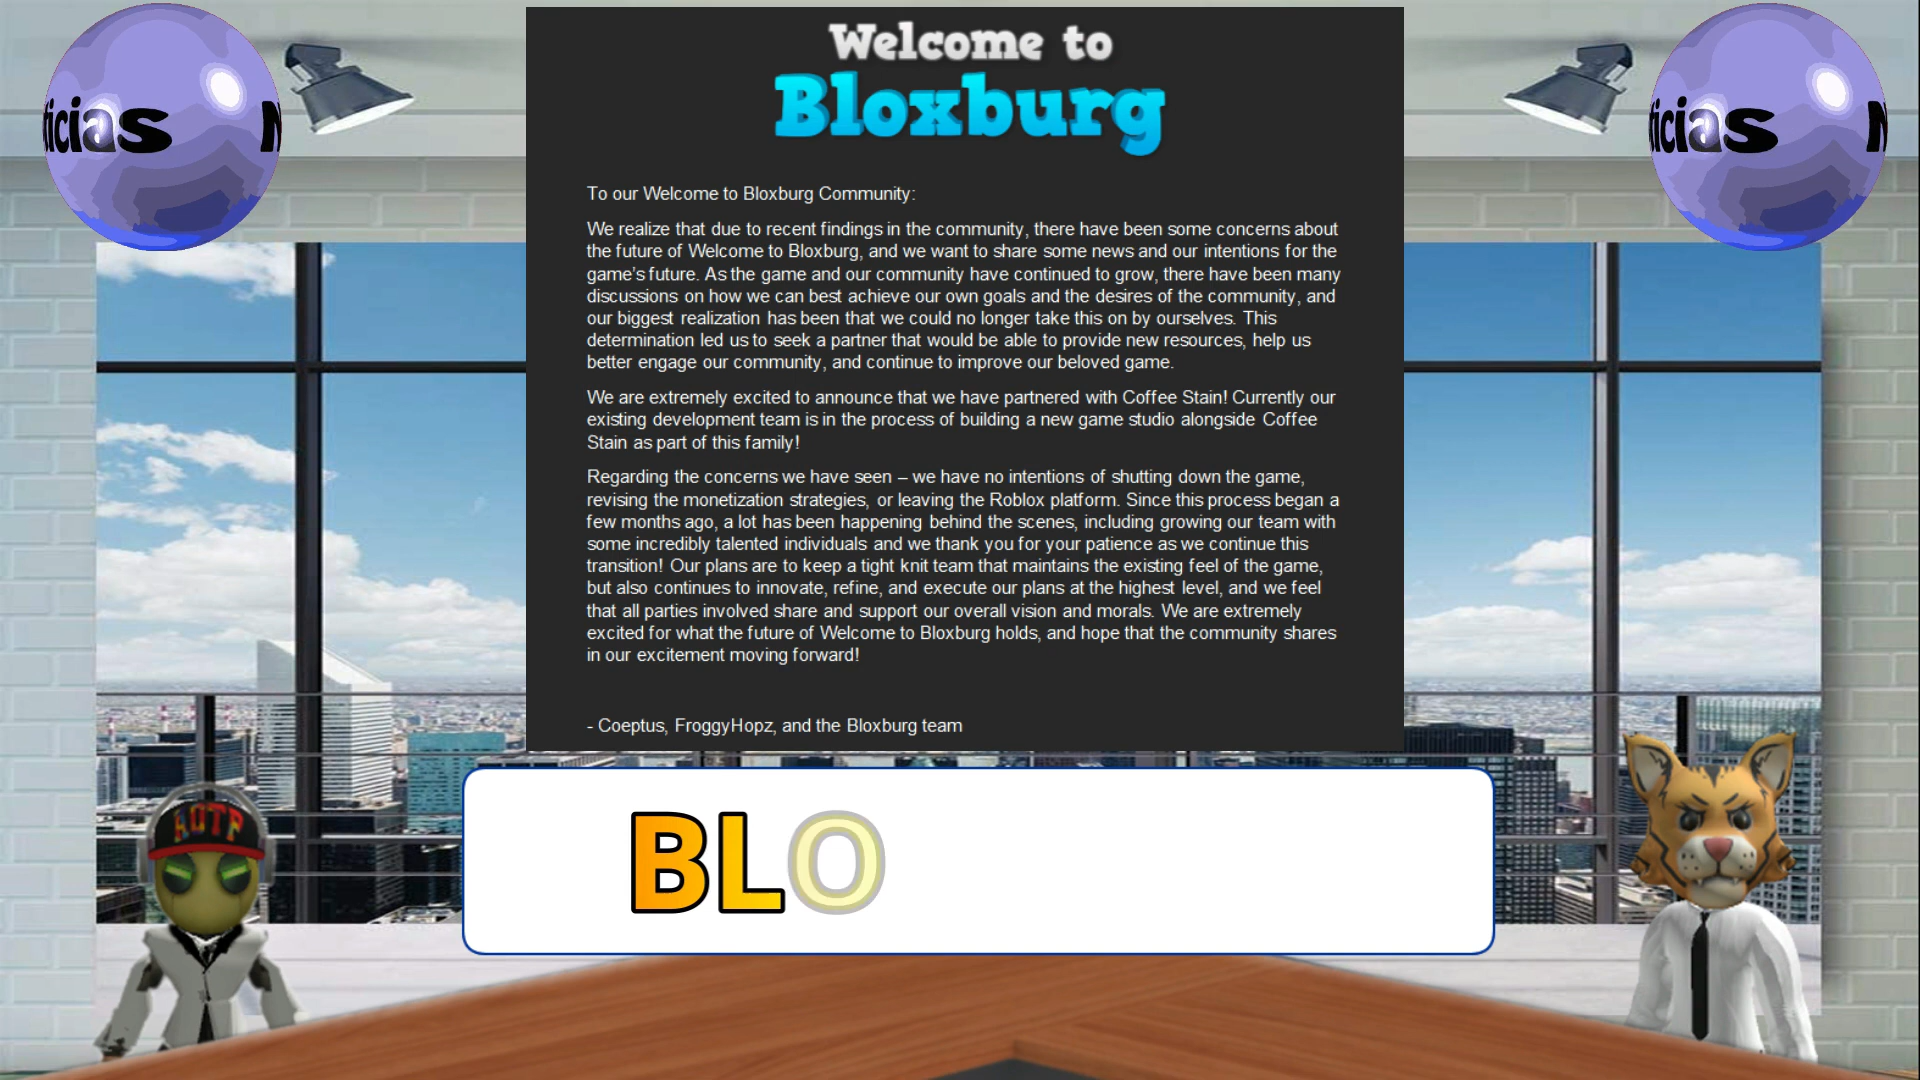 Welcome to
Bloxburg
ticias N
ticias N
To our Welcome to Bloxburg Community:
We realize that due to recent findings in the community, there have been some concerns about
the future of Welcome to Bloxburg, and we want to share some news and our intentions for the
game's future. As the game and our community have continued to grow, there have been many
discussions on how we can best achieve our own goals and the desires of the community, and
our biggest realization has been that we could no longer take this on by ourselves. This
determination led us to seek a partner that would be able to provide new resources, help us
better engage our community, and continue to improve our beloved game.
We are extremely excited to announce that we have partnered with Coffee Stain! Currently our
existing development team is in the process of building a new game studio alongside Coffee
Stain as part of this family!
Regarding the concerns we have seen – we have no intentions of shutting down the game,
revising the monetization strategies, or leaving the Roblox platform. Since this process began a
few months ago, a lot has been happening behind the scenes, including growing our team with
some incredibly talented individuals and we thank you for your patience as we continue this
transition! Our plans are to keep a tight knit team that maintains the existing feel of the game,
but also continues to innovate, refine, and execute our plans at the highest level, and we feel
that all parties involved share and support our overall vision and morals. We are extremely
excited for what the future of Welcome to Bloxburg holds, and hope that the community shares
in our excitement moving forward!
- Coeptus, FroggyHopz, and the Bloxburg team
AOTP
BLO